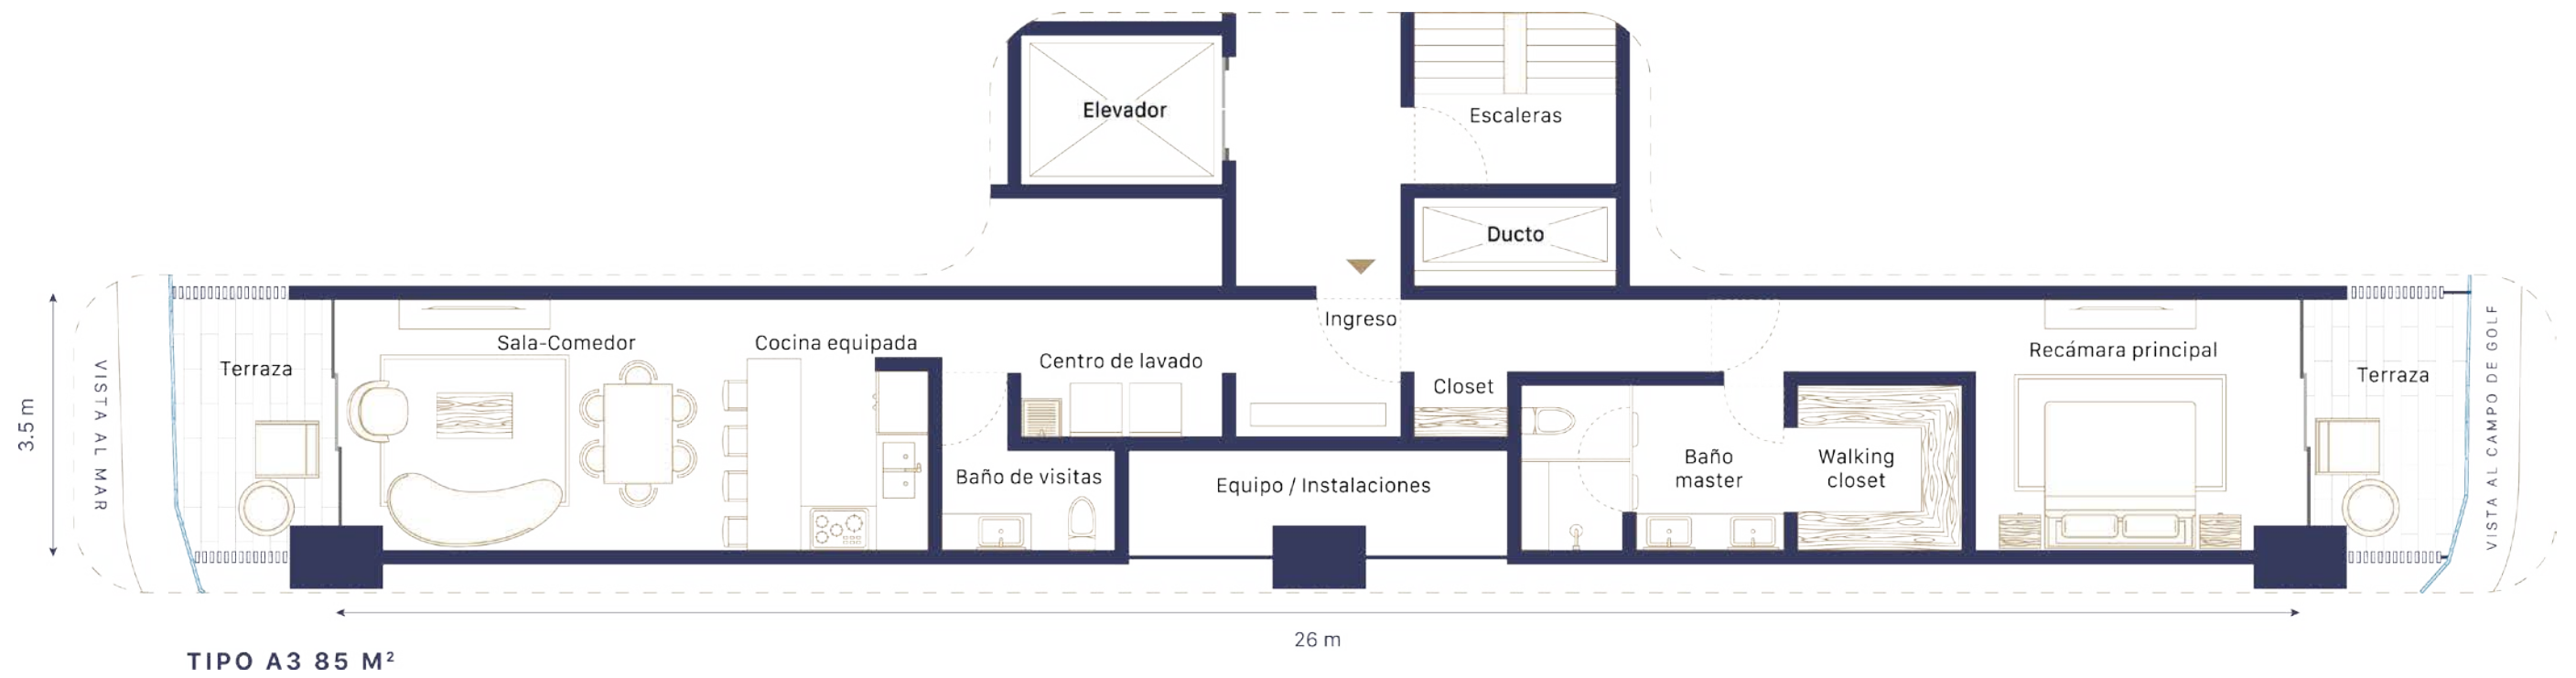 Elevador
Escaleras
Ducto
Ingreso
Sala-Comedor
Cocina equipada
Terraza
Centro de lavado
Closet
Recámara principal
Terraza
VISTA AL MAR
VISTA AL CAMPO DE GOLF
3.5 m
Baño de visitas
Equipo / Instalaciones
Baño
master
Walking
closet
26 m
TIPO A3 85 M²